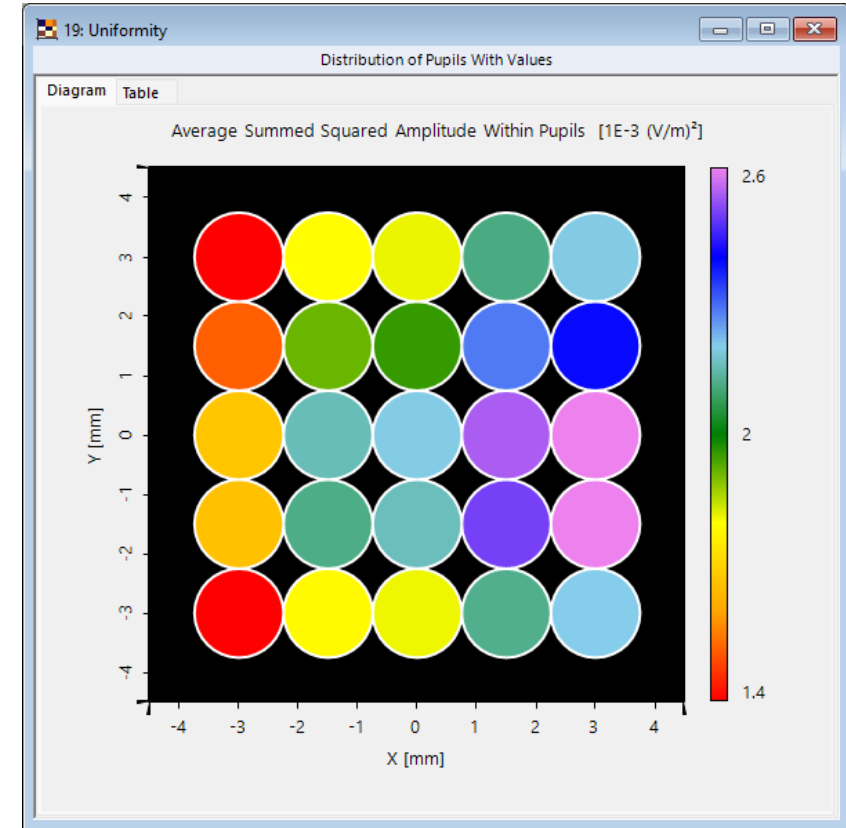 19: Uniformity
Distribution of Pupils With Values
Diagram Table
Average Summed Squared Amplitude Within Pupils [1E-3 (V/m)²]
2.6
2
1.4
Y [mm]
4
3
2
1
0
-1
-2
-3
-4
-4 -3 -2 -1 0 1 2 3 4
X [mm]